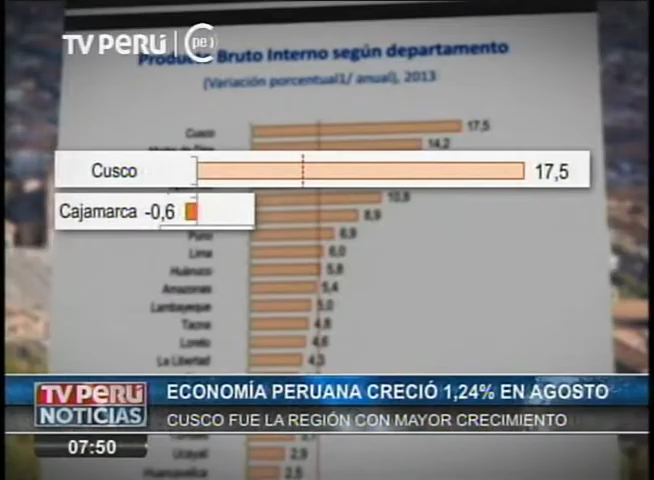 TV PERÚ | pe
Producto Bruto Interno según departamento
(Variación porcentual1/ anual), 2013
Cusco 17,5
Madre de Dios 14,2
Cusco 17,5
10,8
Cajamarca -0,6
8,9
Puno 6,9
Lima 6,0
Huánuco 5,8
Amazonas 5,4
Lambayeque 5,0
Tacna 4,8
Loreto 4,6
La Libertad 4,3
TV PERÚ NOTICIAS
ECONOMÍA PERUANA CRECIÓ 1,24% EN AGOSTO
CUSCO FUE LA REGIÓN CON MAYOR CRECIMIENTO
07:50
Ucayali 2,9
Huancavelica 2,5